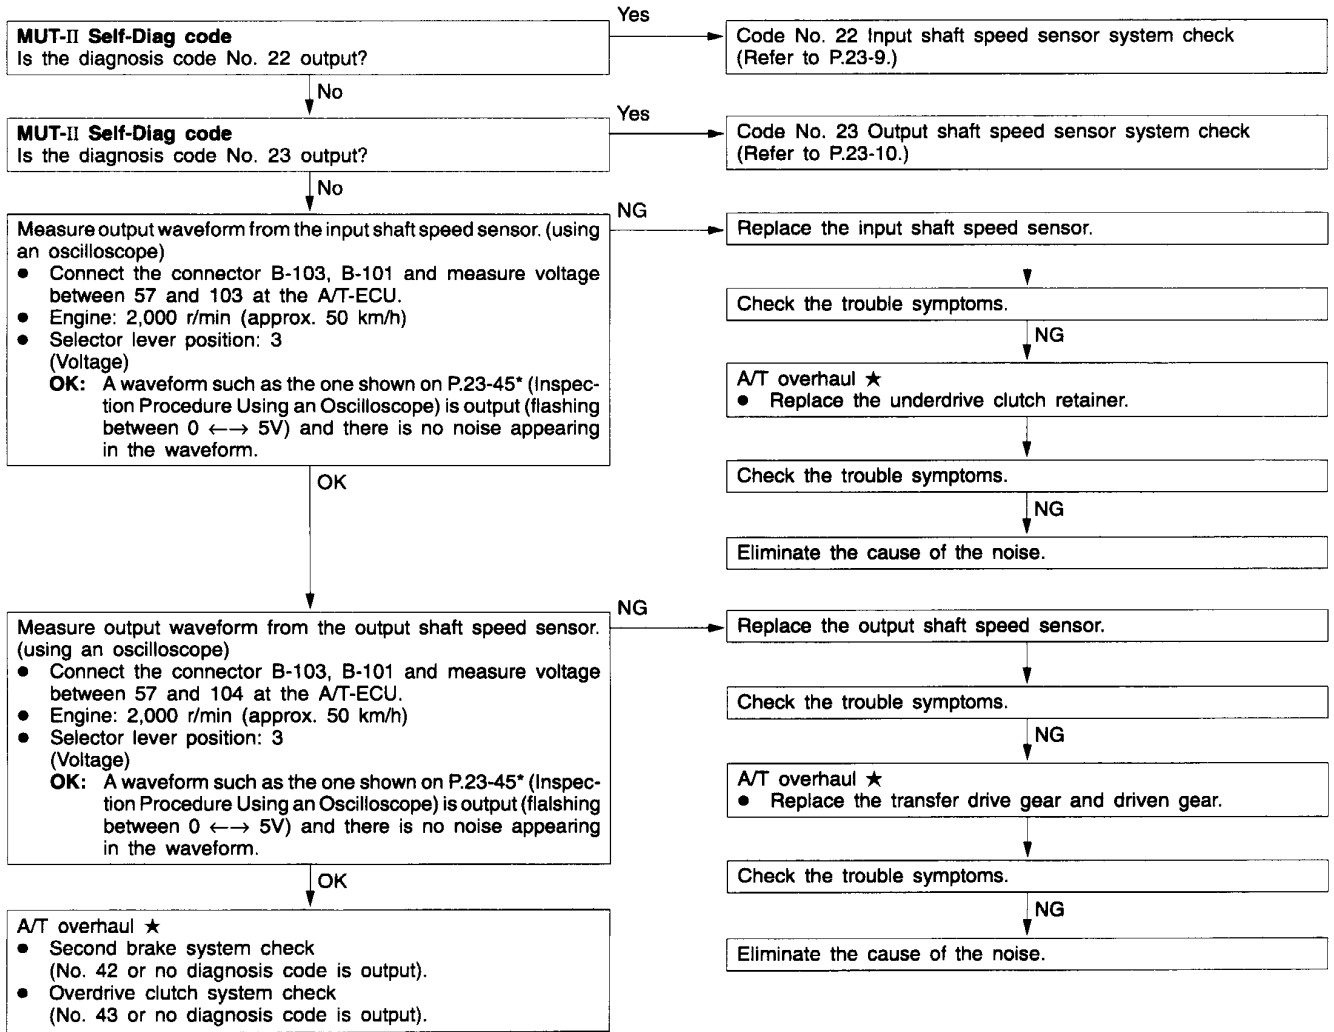 MUT-II Self-Diag code
Is the diagnosis code No. 22 output?
Yes
Code No. 22 Input shaft speed sensor system check
(Refer to P.23-9.)
No
MUT-II Self-Diag code
Is the diagnosis code No. 23 output?
Yes
Code No. 23 Output shaft speed sensor system check
(Refer to P.23-10.)
No
Measure output waveform from the input shaft speed sensor. (using
an oscilloscope)
● Connect the connector B-103, B-101 and measure voltage
between 57 and 103 at the A/T-ECU.
● Engine: 2,000 r/min (approx. 50 km/h)
● Selector lever position: 3
(Voltage)
OK: A waveform such as the one shown on P.23-45* (Inspec-
tion Procedure Using an Oscilloscope) is output (flashing
between 0 ←→ 5V) and there is no noise appearing
in the waveform.
NG
Replace the input shaft speed sensor.
Check the trouble symptoms.
NG
A/T overhaul ★
● Replace the underdrive clutch retainer.
Check the trouble symptoms.
NG
Eliminate the cause of the noise.
OK
Measure output waveform from the output shaft speed sensor.
(using an oscilloscope)
● Connect the connector B-103, B-101 and measure voltage
between 57 and 104 at the A/T-ECU.
● Engine: 2,000 r/min (approx. 50 km/h)
● Selector lever position: 3
(Voltage)
OK: A waveform such as the one shown on P.23-45* (Inspec-
tion Procedure Using an Oscilloscope) is output (flalshing
between 0 ←→ 5V) and there is no noise appearing
in the waveform.
NG
Replace the output shaft speed sensor.
Check the trouble symptoms.
NG
A/T overhaul ★
● Replace the transfer drive gear and driven gear.
Check the trouble symptoms.
NG
Eliminate the cause of the noise.
OK
A/T overhaul ★
● Second brake system check
(No. 42 or no diagnosis code is output).
● Overdrive clutch system check
(No. 43 or no diagnosis code is output).